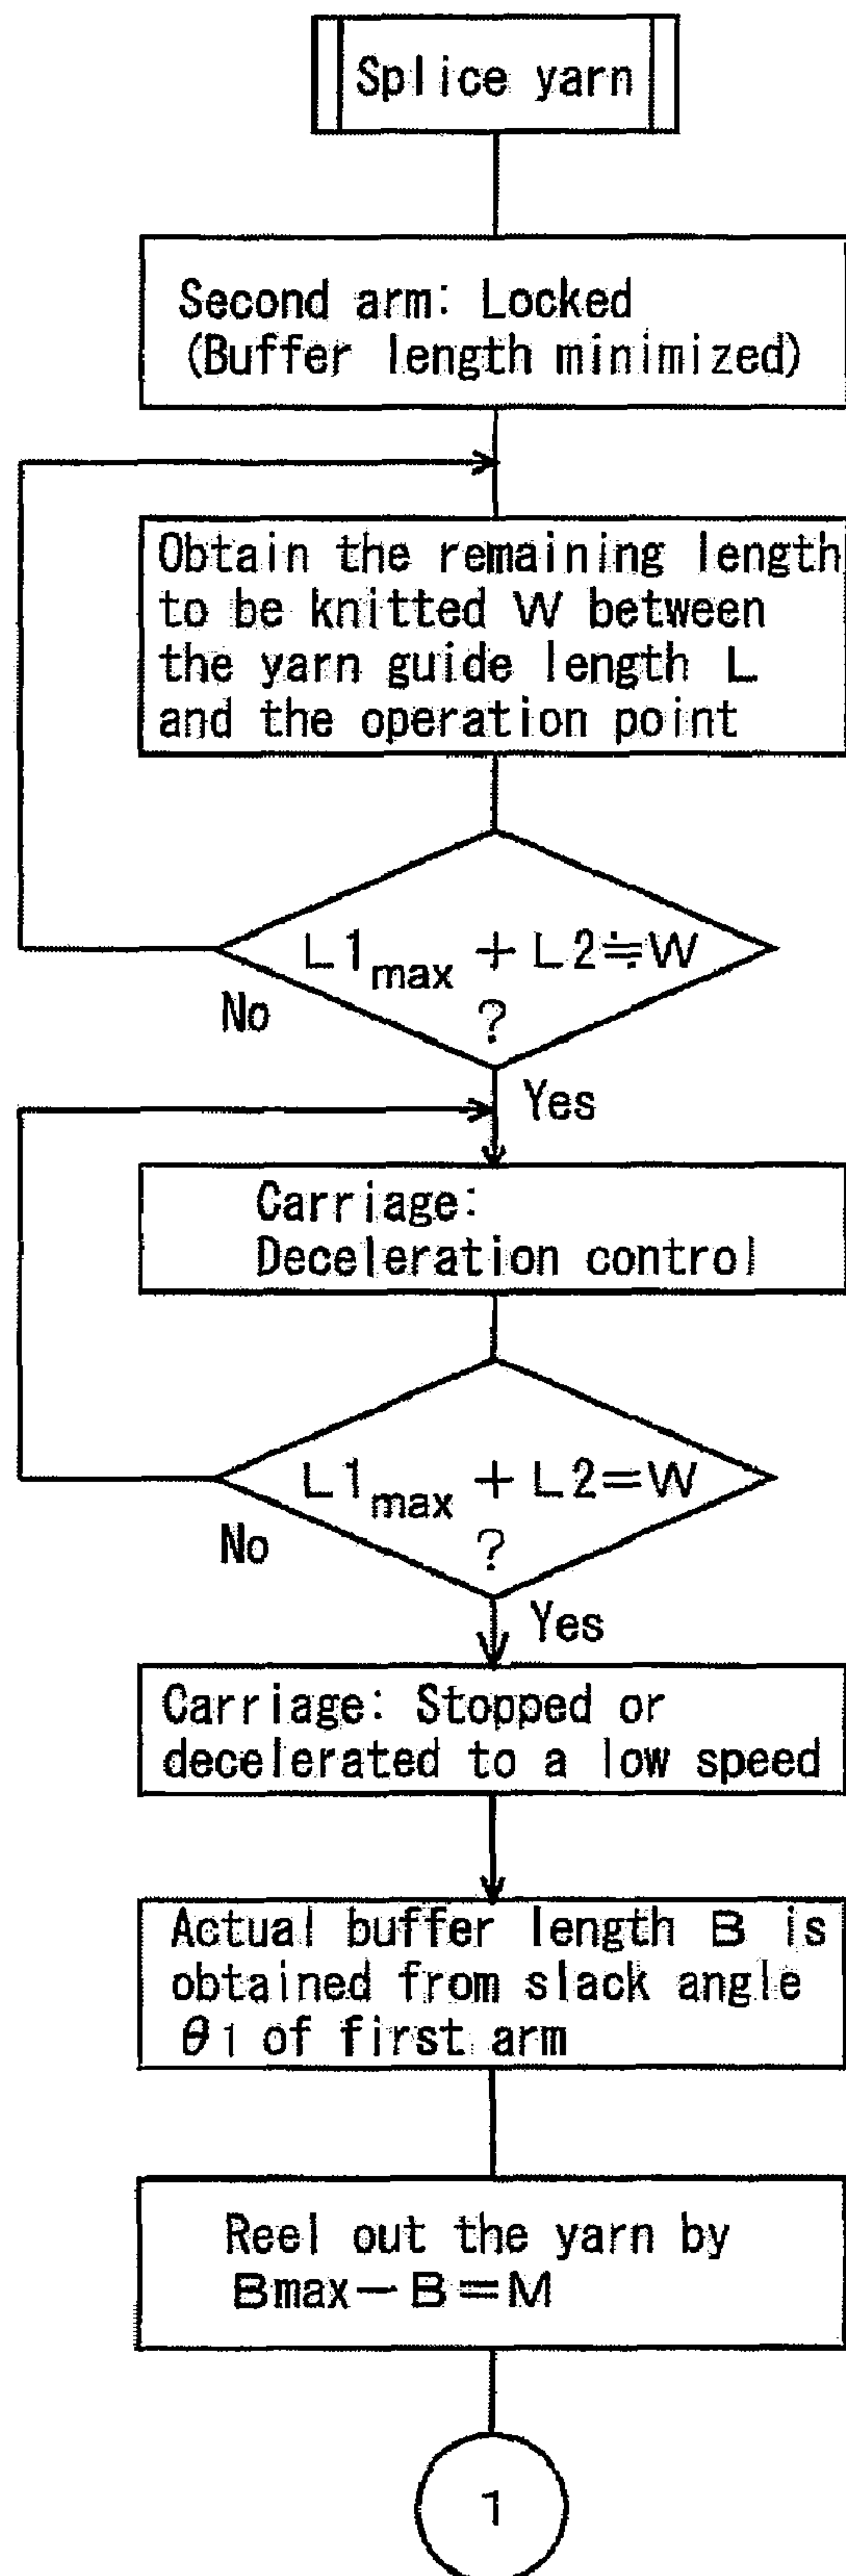 Splice yarn
Second arm: Locked
(Buffer length minimized)
Obtain the remaining length
to be knitted W between
the yarn guide length L
and the operation point
L1max + L2≒W
?
No
Yes
Carriage:
Deceleration control
L1max + L2=W
?
No
Yes
Carriage: Stopped or
decelerated to a low speed
Actual buffer length B is
obtained from slack angle
θ1 of first arm
Reel out the yarn by
Bmax−B=M
1